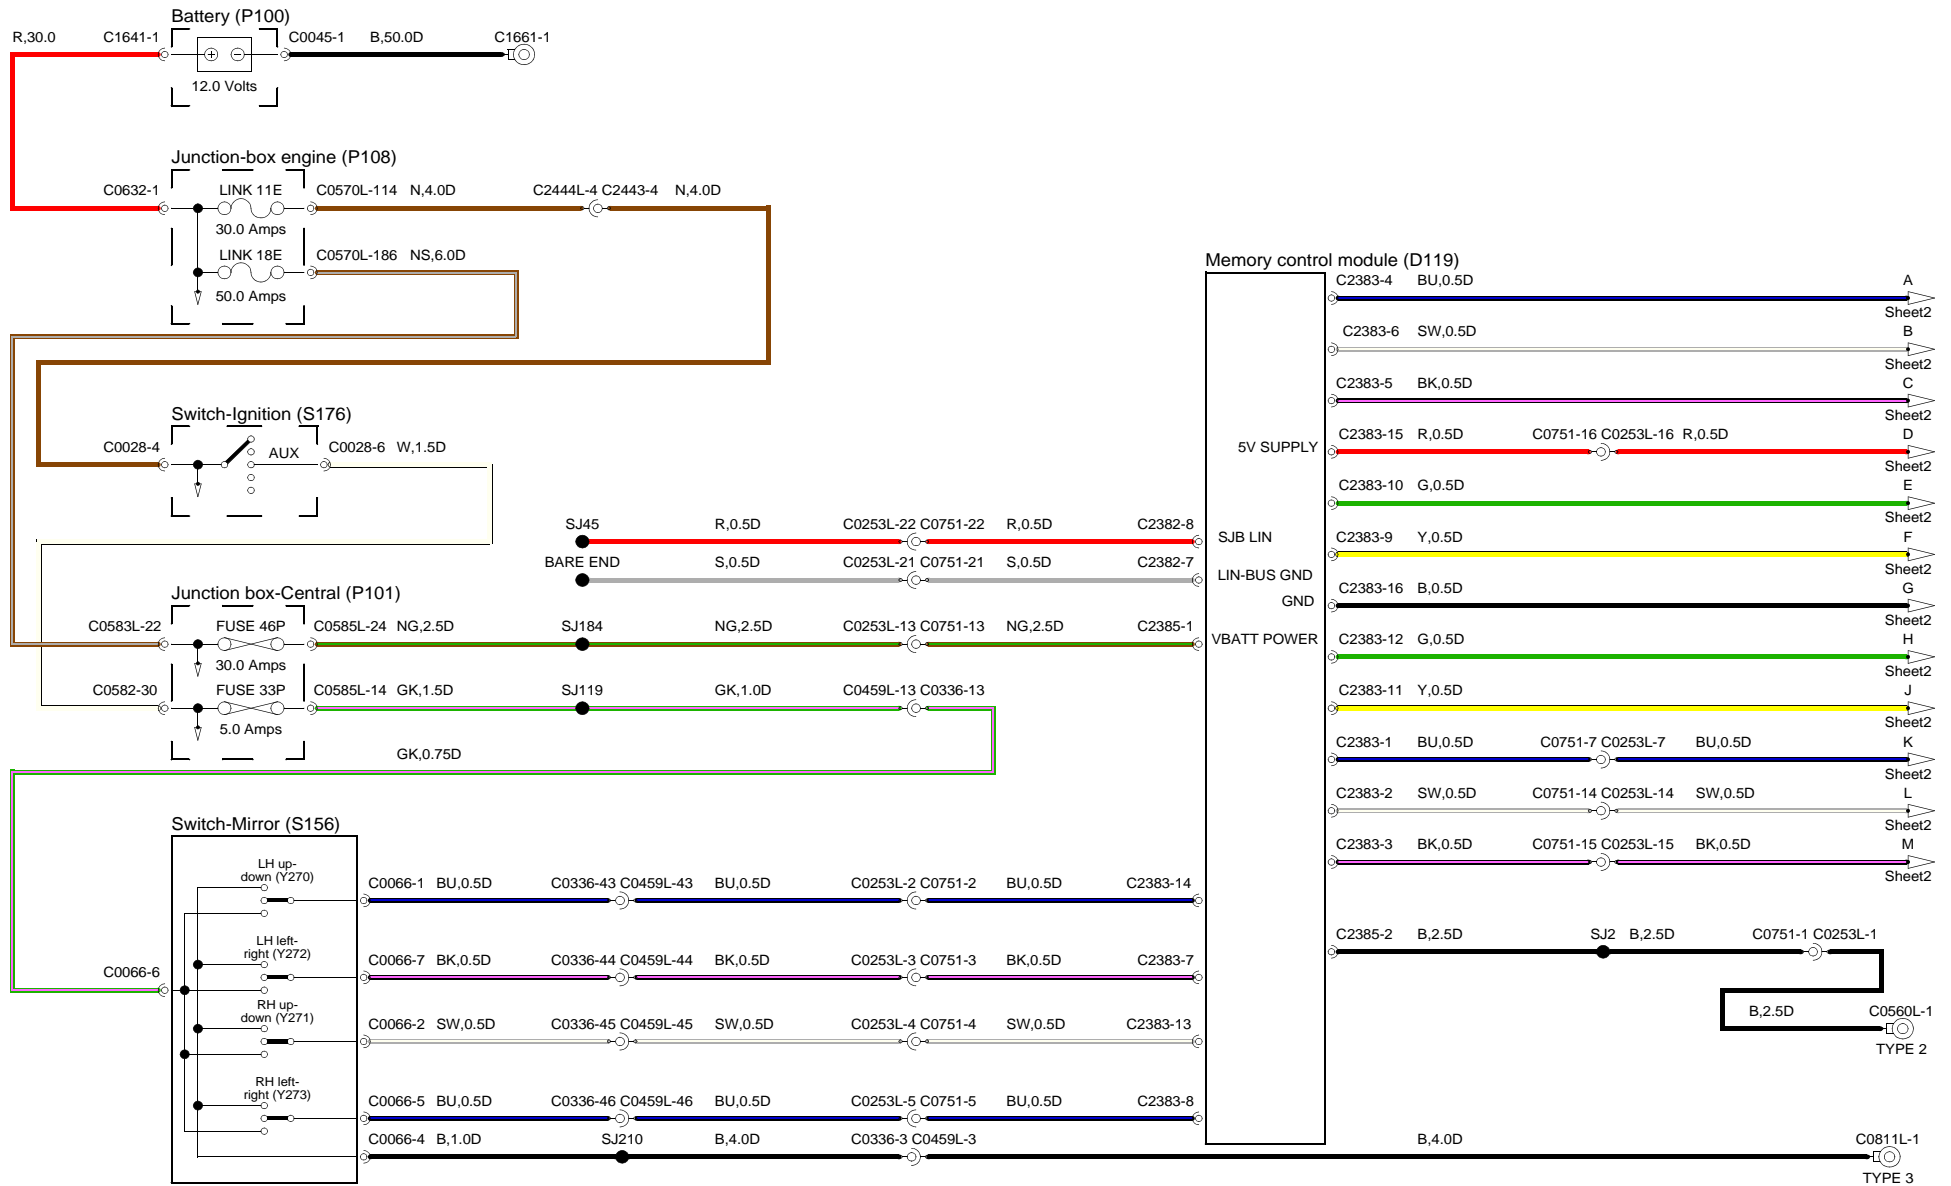 Battery (P100)
R,30.0 C1641-1 C0045-1 B,50.0D C1661-1
12.0 Volts
Junction-box engine (P108)
C0632-1 LINK 11E C0570L-114 N,4.0D C2444L-4 C2443-4 N,4.0D
30.0 Amps
LINK 18E C0570L-186 NS,6.0D
50.0 Amps
Switch-Ignition (S176)
C0028-4 AUX C0028-6 W,1.5D
SJ45 R,0.5D C0253L-22 C0751-22 R,0.5D C2382-8
BARE END S,0.5D C0253L-21 C0751-21 S,0.5D C2382-7
Junction box-Central (P101)
C0583L-22 FUSE 46P C0585L-24 NG,2.5D SJ184 NG,2.5D C0253L-13 C0751-13 NG,2.5D C2385-1
30.0 Amps
C0582-30 FUSE 33P C0585L-14 GK,1.5D SJ119 GK,1.0D C0459L-13 C0336-13
5.0 Amps
GK,0.75D
Switch-Mirror (S156)
LH up-
down (Y270)
C0066-1 BU,0.5D C0336-43 C0459L-43 BU,0.5D C0253L-2 C0751-2 BU,0.5D C2383-14
LH left-
right (Y272)
C0066-6 C0066-7 BK,0.5D C0336-44 C0459L-44 BK,0.5D C0253L-3 C0751-3 BK,0.5D C2383-7
RH up-
down (Y271)
C0066-2 SW,0.5D C0336-45 C0459L-45 SW,0.5D C0253L-4 C0751-4 SW,0.5D C2383-13
RH left-
right (Y273)
C0066-5 BU,0.5D C0336-46 C0459L-46 BU,0.5D C0253L-5 C0751-5 BU,0.5D C2383-8
C0066-4 B,1.0D SJ210 B,4.0D C0336-3 C0459L-3 B,4.0D C0811L-1
TYPE 3
Memory control module (D119)
5V SUPPLY
SJB LIN
LIN-BUS GND
GND
VBATT POWER
C2383-4 BU,0.5D A
Sheet2
C2383-6 SW,0.5D B
Sheet2
C2383-5 BK,0.5D C
Sheet2
C2383-15 R,0.5D C0751-16 C0253L-16 R,0.5D D
Sheet2
C2383-10 G,0.5D E
Sheet2
C2383-9 Y,0.5D F
Sheet2
C2383-16 B,0.5D G
Sheet2
C2383-12 G,0.5D H
Sheet2
C2383-11 Y,0.5D J
Sheet2
C2383-1 BU,0.5D C0751-7 C0253L-7 BU,0.5D K
Sheet2
C2383-2 SW,0.5D C0751-14 C0253L-14 SW,0.5D L
Sheet2
C2383-3 BK,0.5D C0751-15 C0253L-15 BK,0.5D M
Sheet2
C2385-2 B,2.5D SJ2 B,2.5D C0751-1 C0253L-1
B,2.5D C0560L-1
TYPE 2